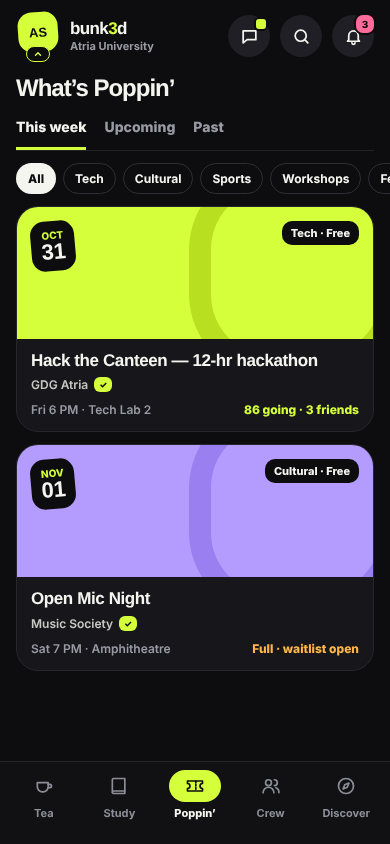 AS
bunk3d
Atria University
3
What's Poppin'
This week Upcoming Past
All Tech Cultural Sports Workshops
OCT
31
Tech · Free
Hack the Canteen — 12-hr hackathon
GDG Atria
Fri 6 PM · Tech Lab 2 86 going · 3 friends
NOV
01
Cultural · Free
Open Mic Night
Music Society
Sat 7 PM · Amphitheatre Full · waitlist open
Tea Study Poppin' Crew Discover